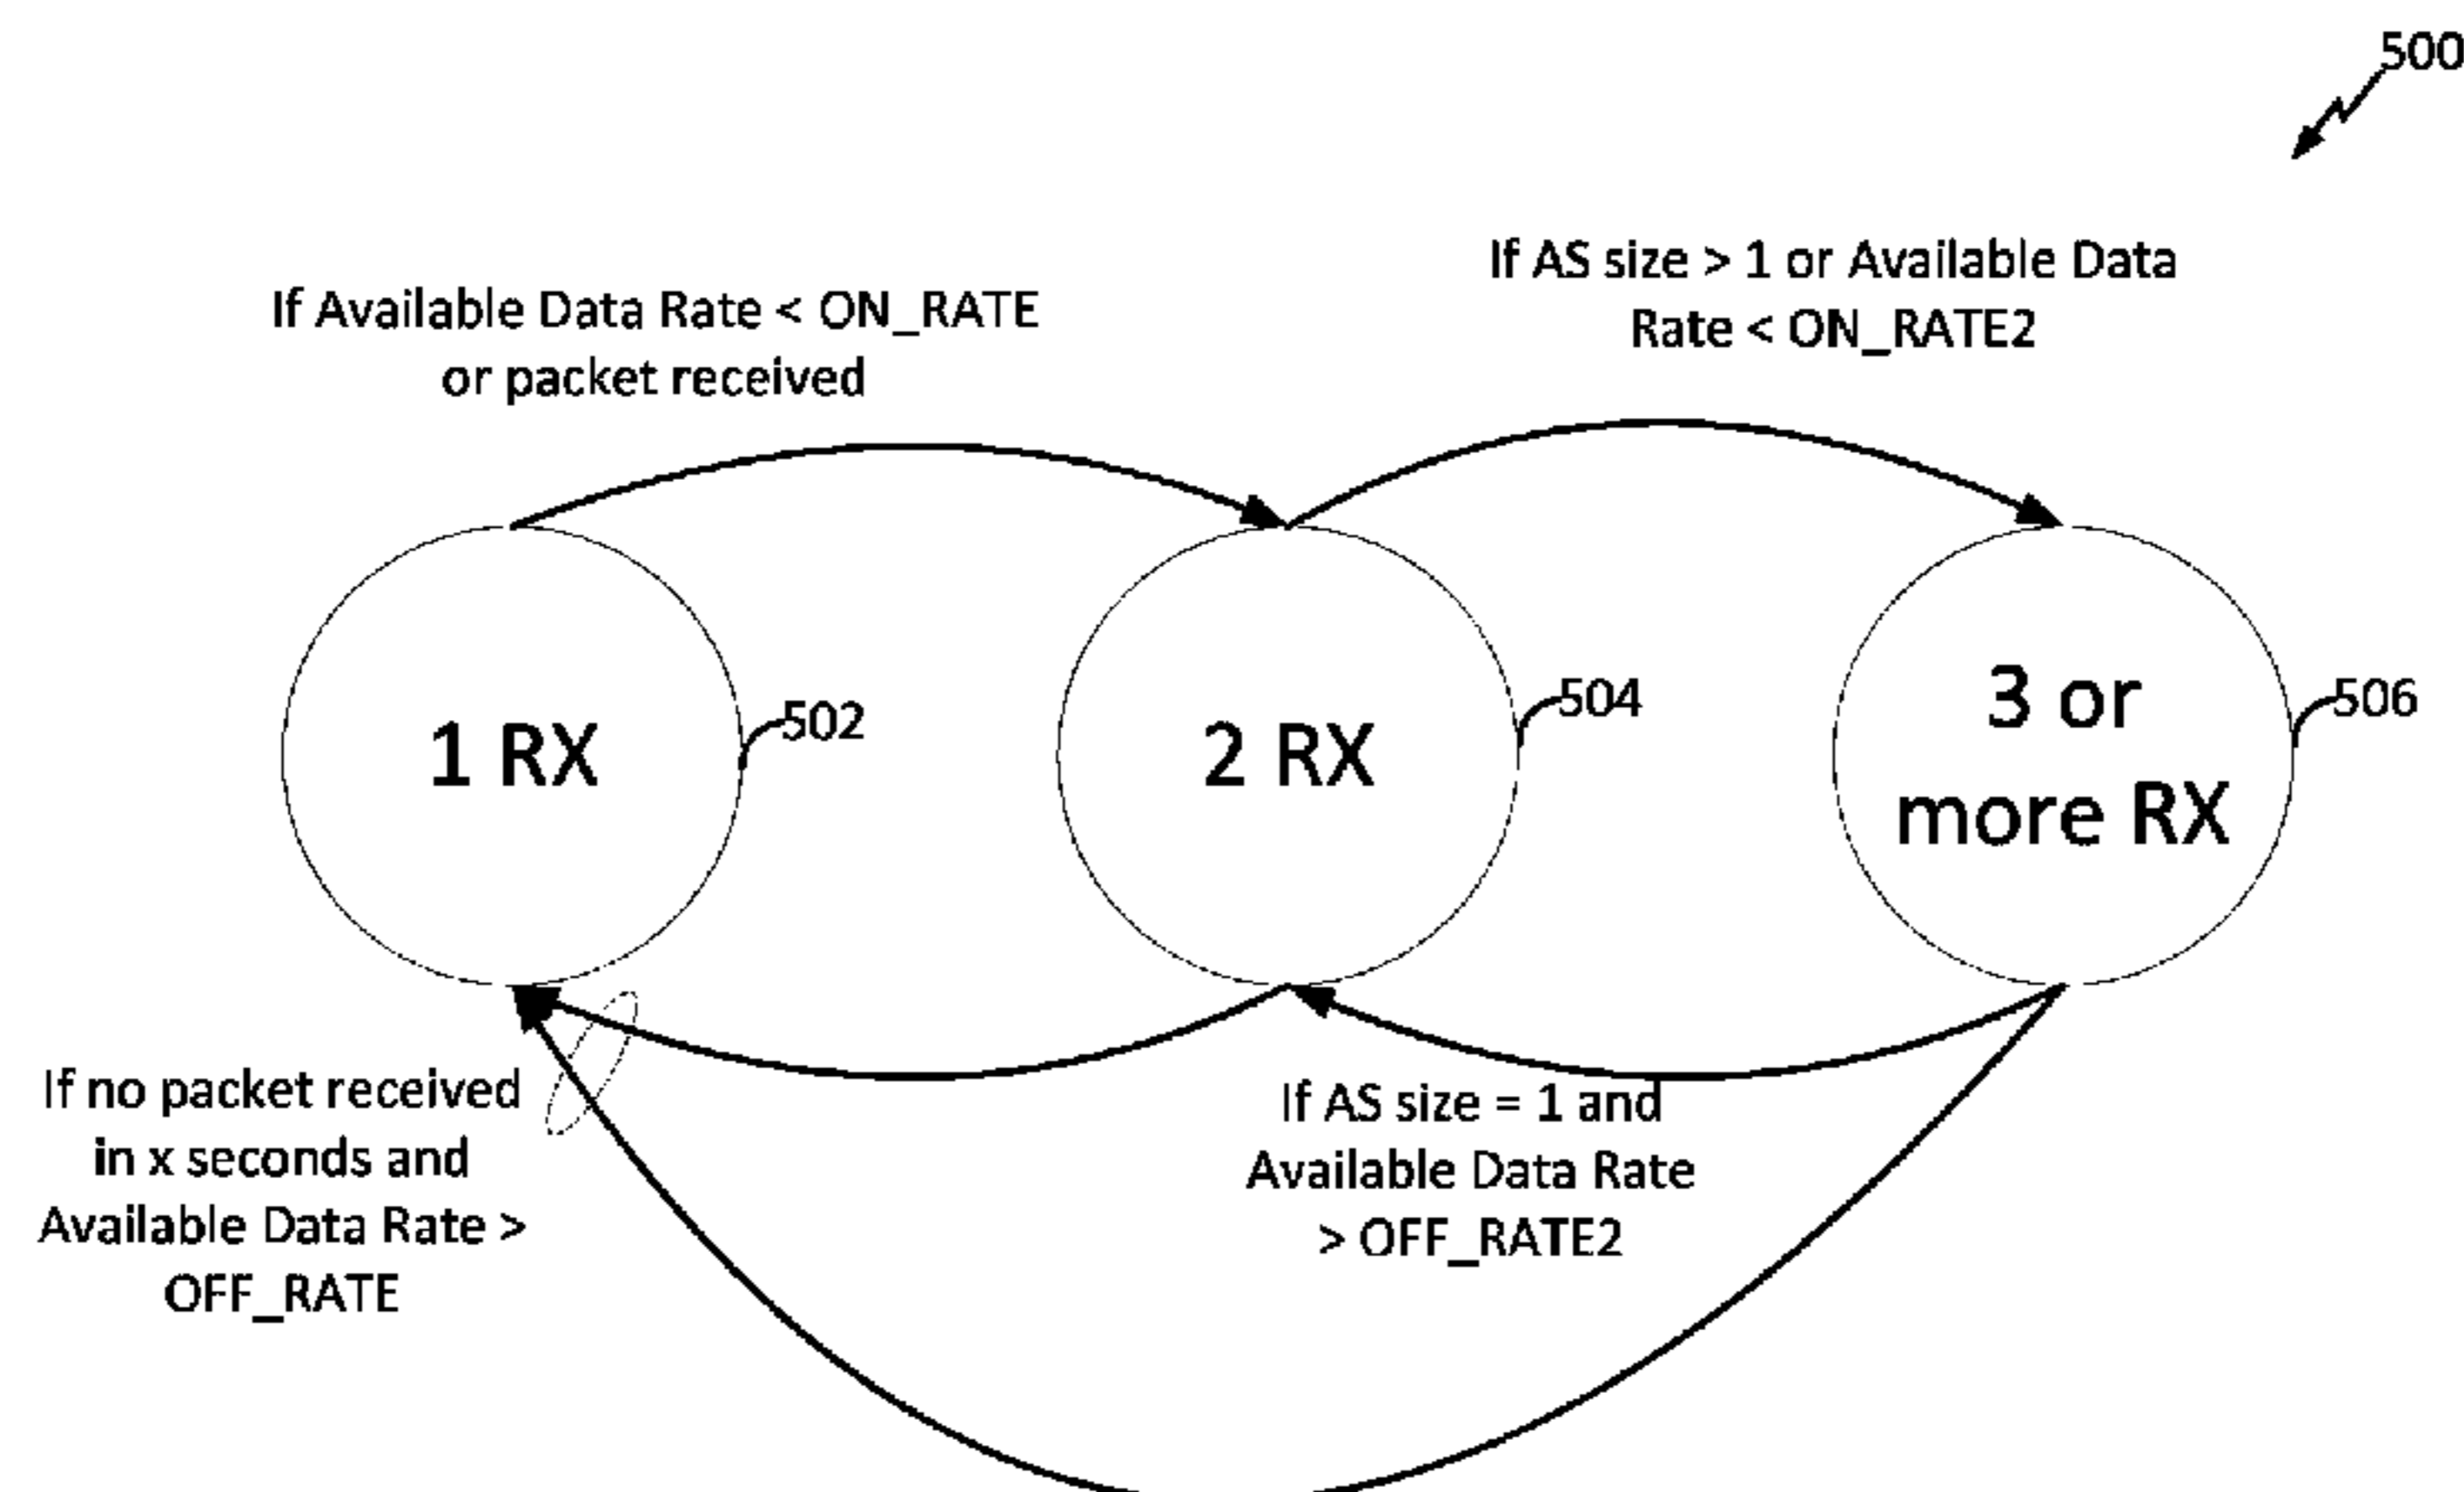 500
If AS size > 1 or Available Data
Rate < ON_RATE2
If Available Data Rate < ON_RATE
or packet received
1 RX
502
2 RX
504
3 or
more RX
506
If no packet received
in x seconds and
Available Data Rate >
OFF_RATE
If AS size = 1 and
Available Data Rate
> OFF_RATE2